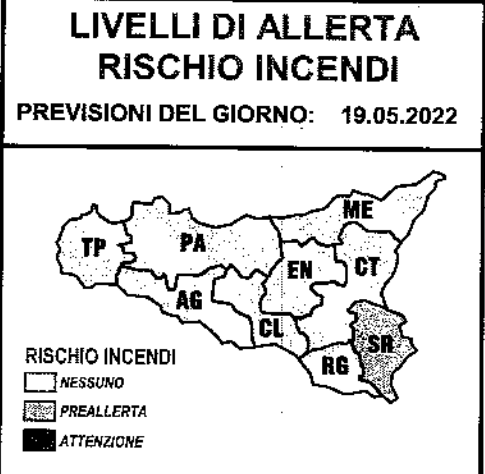 LIVELLI DI ALLERTA
RISCHIO INCENDI
PREVISIONI DEL GIORNO: 19.05.2022
ME
TP
PA
EN
CT
AG
CL
SR
RG
RISCHIO INCENDI
NESSUNO
PREALLERTA
ATTENZIONE